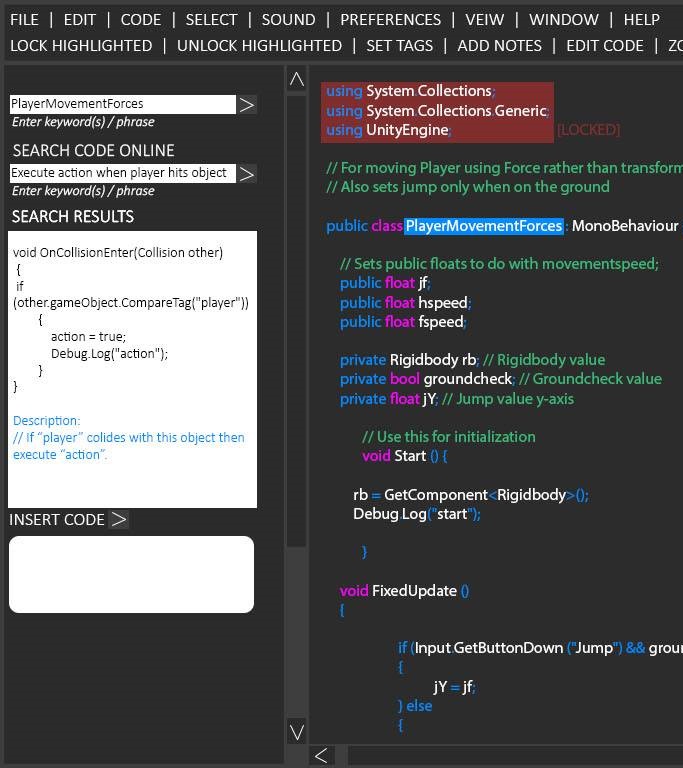 FILE | EDIT | CODE | SELECT | SOUND | PREFERENCES | VEIW | WINDOW | HELP
LOCK HIGHLIGHTED | UNLOCK HIGHLIGHTED | SET TAGS | ADD NOTES | EDIT CODE | ZO
PlayerMovementForces >
Enter keyword(s) / phrase
SEARCH CODE ONLINE
Execute action when player hits object >
Enter keyword(s) / phrase
SEARCH RESULTS
void OnCollisionEnter(Collision other)
{
if
(other.gameObject.CompareTag("player"))
{
action = true;
Debug.Log("action");
}
}
Description:
// If “player” collides with this object then
execute “action”.
INSERT CODE >
using System.Collections;
using System.Collections.Generic;
using UnityEngine; [LOCKED]
// For moving Player using Force rather than transform
// Also sets jump only when on the ground
public class PlayerMovementForces : MonoBehaviour
// Sets public floats to do with movementspeed;
public float jf;
public float hspeed;
public float fspeed;
private Rigidbody rb; // Rigidbody value
private bool groundcheck; // Groundcheck value
private float jY; // Jump value y-axis
// Use this for initialization
void Start () {
rb = GetComponent<Rigidbody>();
Debug.Log("start");
}
void FixedUpdate ()
{
if (Input.GetButtonDown ("Jump") && groun
{
jY = jf;
} else
{